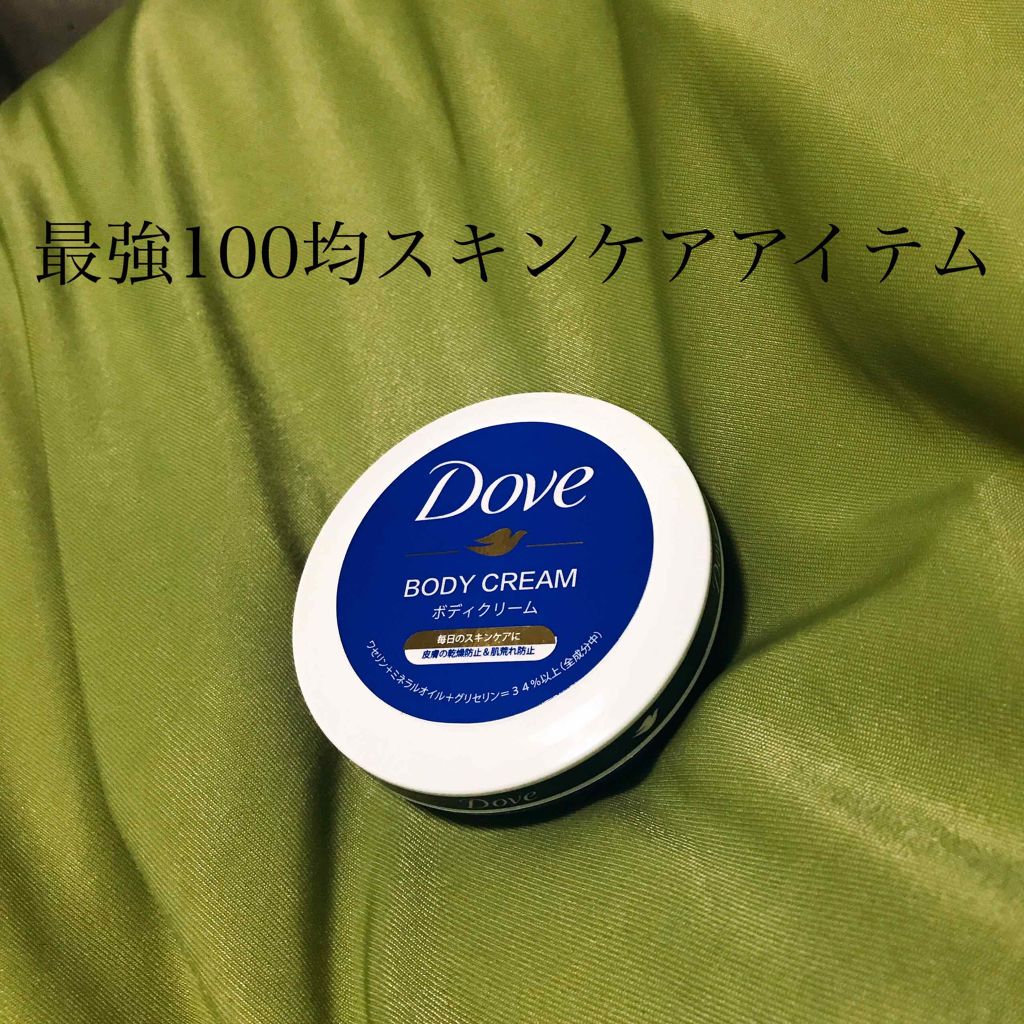 最強100均スキンケアアイテム
Dove
BODY CREAM
ボディクリーム
毎日のスキンケアに
皮膚の乾燥防止&肌荒れ防止
ワセリン+ミネラルオイル+グリセリン=34%以上(全成分中)
Dove